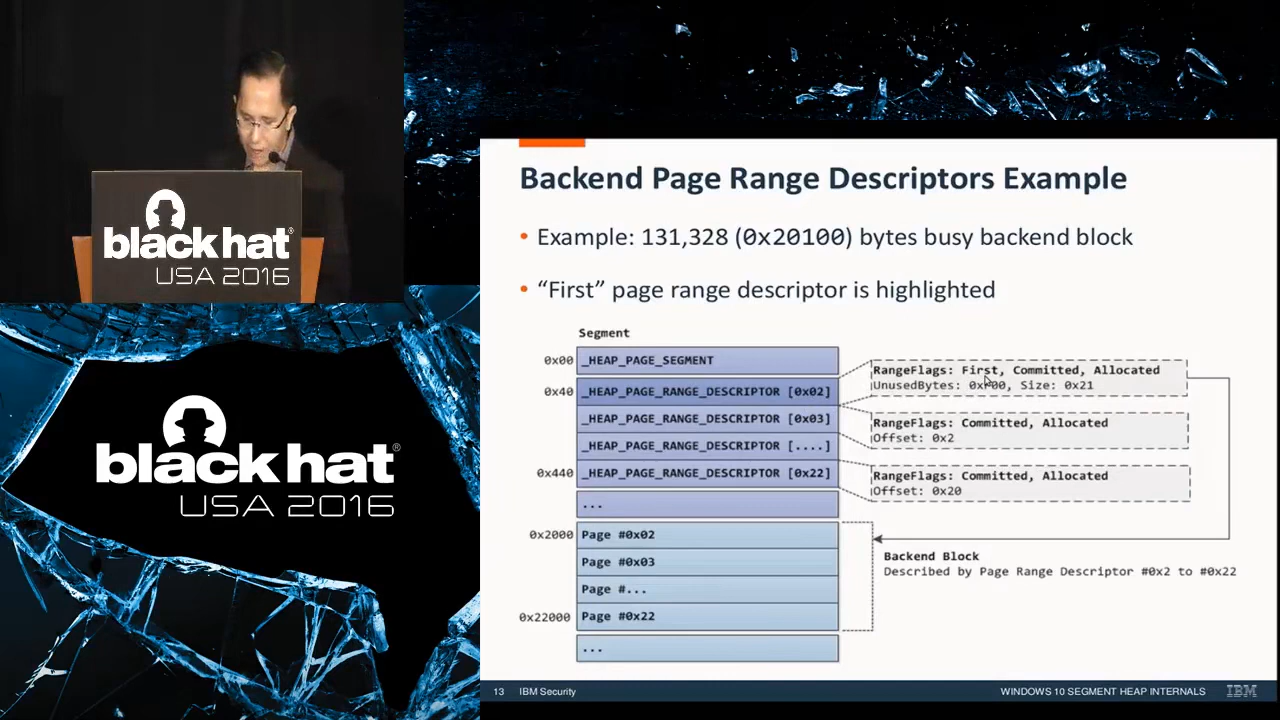 black hat®
USA 2016
black hat®
USA 2016
Backend Page Range Descriptors Example
• Example: 131,328 (0x20100) bytes busy backend block
• “First” page range descriptor is highlighted
Segment
0x00 _HEAP_PAGE_SEGMENT
0x40 _HEAP_PAGE_RANGE_DESCRIPTOR [0x02]
_HEAP_PAGE_RANGE_DESCRIPTOR [0x03]
_HEAP_PAGE_RANGE_DESCRIPTOR [....]
0x440 _HEAP_PAGE_RANGE_DESCRIPTOR [0x22]
...
0x2000 Page #0x02
Page #0x03
Page #...
0x22000 Page #0x22
...
RangeFlags: First, Committed, Allocated
UnusedBytes: 0xF00, Size: 0x21
RangeFlags: Committed, Allocated
Offset: 0x2
RangeFlags: Committed, Allocated
Offset: 0x20
Backend Block
Described by Page Range Descriptor #0x2 to #0x22
13 IBM Security
WINDOWS 10 SEGMENT HEAP INTERNALS
IBM